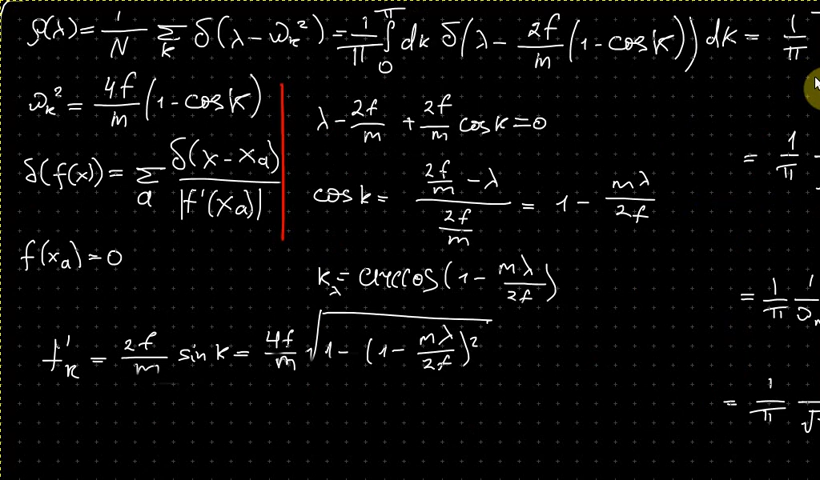 ρ(λ) = 1/N ∑_k δ(λ − ω_k²) = 1/π ∫_0^π dk δ(λ − 2f/m (1 − cos k)) dk = 1/π
ω_k² = 4f/m (1 − cos k)
δ(f(x)) = ∑_a δ(x − x_a)/|f'(x_a)|
f(x_a) = 0
λ − 2f/m + 2f/m cos k = 0
cos k = (2f/m − λ)/(2f/m) = 1 − mλ/2f
k_λ = arccos(1 − mλ/2f)
f'_k = 2f/m sin k = 4f/m √(1 − (1 − mλ/2f)²)
= 1/π
= 1/π
= 1/π